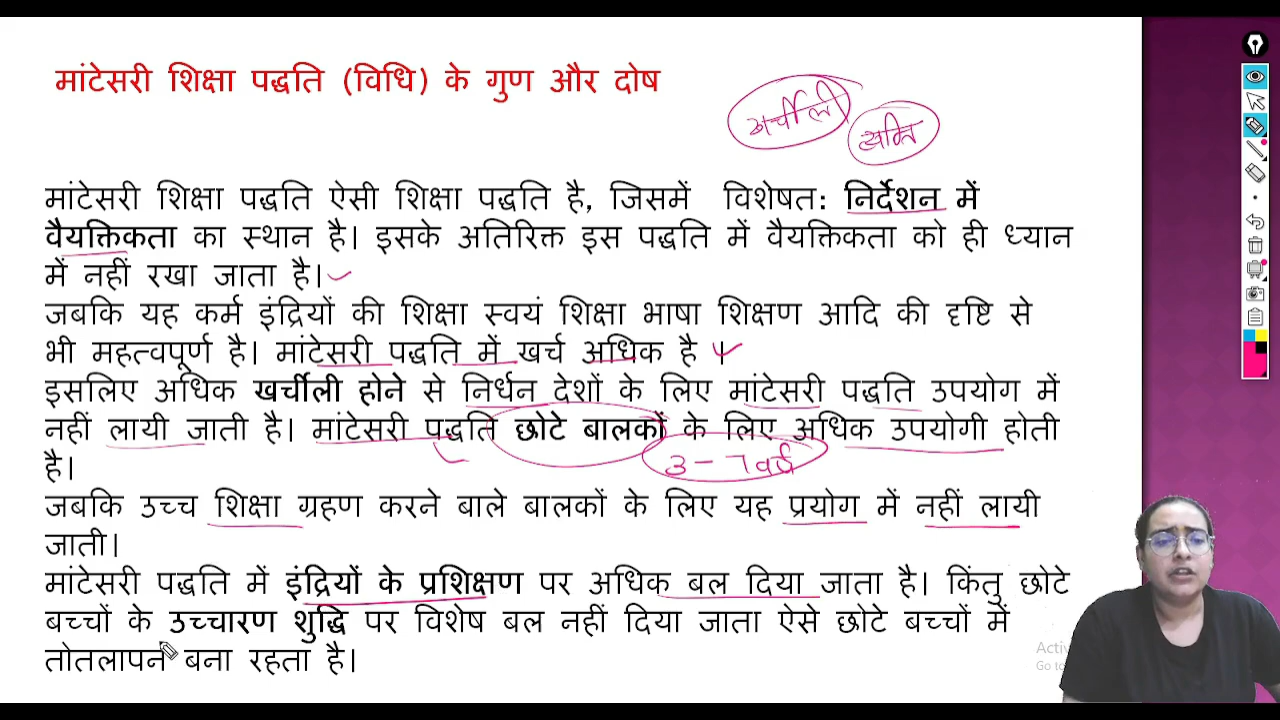 मांटेसरी शिक्षा पद्धति (विधि) के गुण और दोष
खर्चीली
मांटेसरी शिक्षा पद्धति ऐसी शिक्षा पद्धति है, जिसमें विशेषत: निर्देशन में
वैयक्तिकता का स्थान है। इसके अतिरिक्त इस पद्धति में वैयक्तिकता को ही ध्यान
में नहीं रखा जाता है।
जबकि यह कर्म इंद्रियों की शिक्षा स्वयं शिक्षा भाषा शिक्षण आदि की दृष्टि से
भी महत्वपूर्ण है। मांटेसरी पद्धति में खर्च अधिक है ।
इसलिए अधिक खर्चीली होने से निर्धन देशों के लिए मांटेसरी पद्धति उपयोग में
नहीं लायी जाती है। मांटेसरी पद्धति छोटे बालकों के लिए अधिक उपयोगी होती
है।
3 - 7 वर्ष
जबकि उच्च शिक्षा ग्रहण करने बाले बालकों के लिए यह प्रयोग में नहीं लायी
जाती।
मांटेसरी पद्धति में इंद्रियों के प्रशिक्षण पर अधिक बल दिया जाता है। किंतु छोटे
बच्चों के उच्चारण शुद्धि पर विशेष बल नहीं दिया जाता ऐसे छोटे बच्चों में
तोतलापन बना रहता है।
Activ
Go to